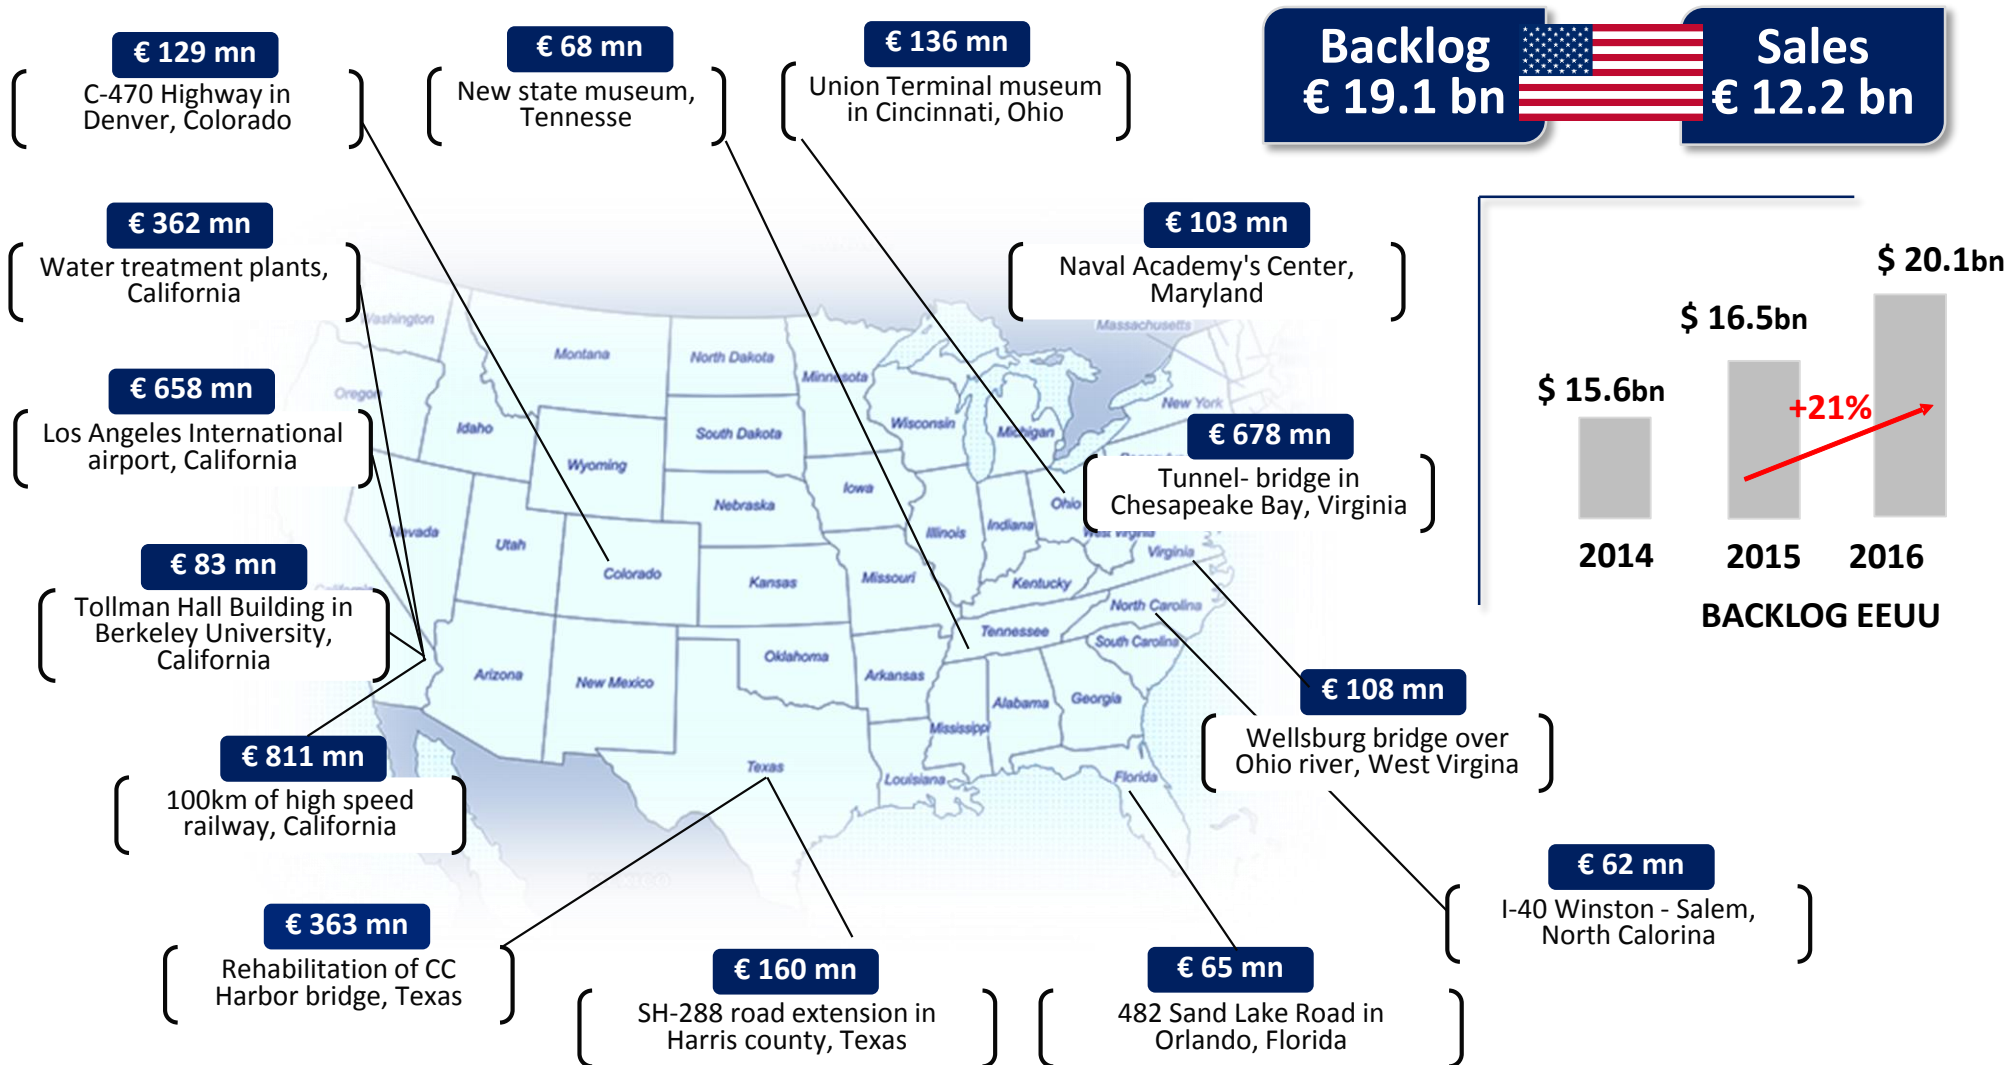 € 129 mn
C-470 Highway in
Denver, Colorado
€ 68 mn
New state museum,
Tennesse
€ 136 mn
Union Terminal museum
in Cincinnati, Ohio
Backlog
€ 19.1 bn
Sales
€ 12.2 bn
€ 362 mn
Water treatment plants,
California
€ 103 mn
Naval Academy's Center,
Maryland
€ 658 mn
Los Angeles International
airport, California
€ 678 mn
Tunnel- bridge in
Chesapeake Bay, Virginia
€ 83 mn
Tollman Hall Building in
Berkeley University,
California
€ 811 mn
100km of high speed
railway, California
€ 108 mn
Wellsburg bridge over
Ohio river, West Virgina
€ 363 mn
Rehabilitation of CC
Harbor bridge, Texas
€ 160 mn
SH-288 road extension in
Harris county, Texas
€ 65 mn
482 Sand Lake Road in
Orlando, Florida
€ 62 mn
I-40 Winston - Salem,
North Calorina
$ 15.6bn
$ 16.5bn
$ 20.1bn
+21%
2014
2015
2016
BACKLOG EEUU
Washington
Montana
North Dakota
Minnesota
Massachusetts
Oregon
Idaho
Wyoming
South Dakota
Wisconsin
Michigan
New York
Nebraska
Iowa
Illinois
Indiana
Ohio
West Virginia
Virginia
Nevada
Utah
Colorado
Kansas
Missouri
Kentucky
California
North Carolina
Tennessee
South Carolina
Arizona
New Mexico
Oklahoma
Arkansas
Mississippi
Alabama
Georgia
Texas
Louisiana
Florida